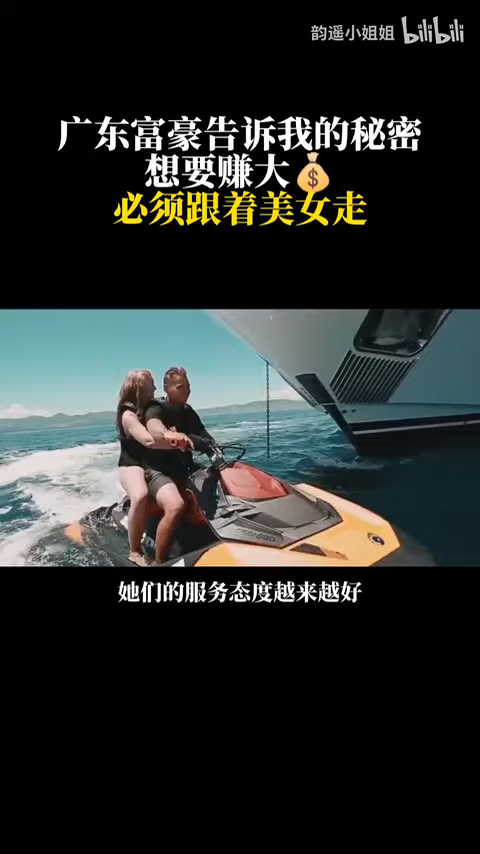 韵遥小姐姐 bilibili
广东富豪告诉我的秘密
想要赚大💰
必须跟着美女走
她们的服务态度越来越好